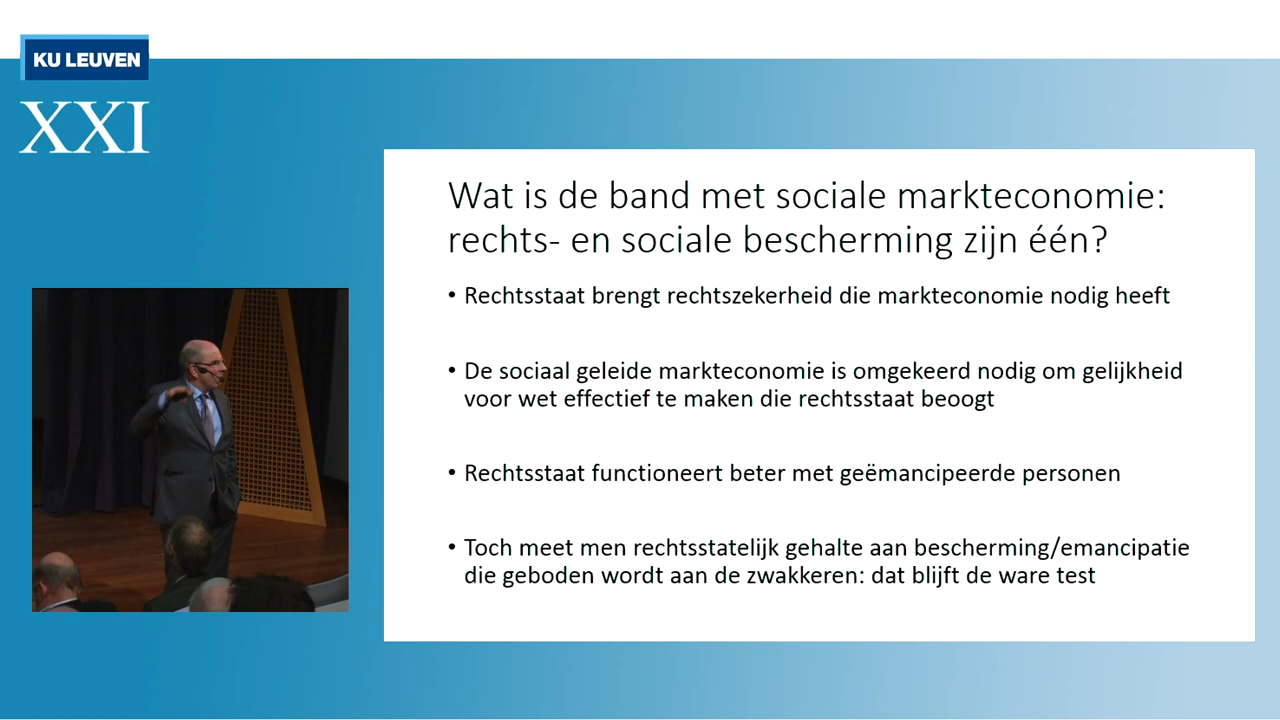 KU LEUVEN
XXI
Wat is de band met sociale markteconomie:
rechts- en sociale bescherming zijn één?
• Rechtsstaat brengt rechtszekerheid die markteconomie nodig heeft
• De sociaal geleide markteconomie is omgekeerd nodig om gelijkheid
voor wet effectief te maken die rechtsstaat beoogt
• Rechtsstaat functioneert beter met geëmancipeerde personen
• Toch meet men rechtsstatelijk gehalte aan bescherming/emancipatie
die geboden wordt aan de zwakkeren: dat blijft de ware test